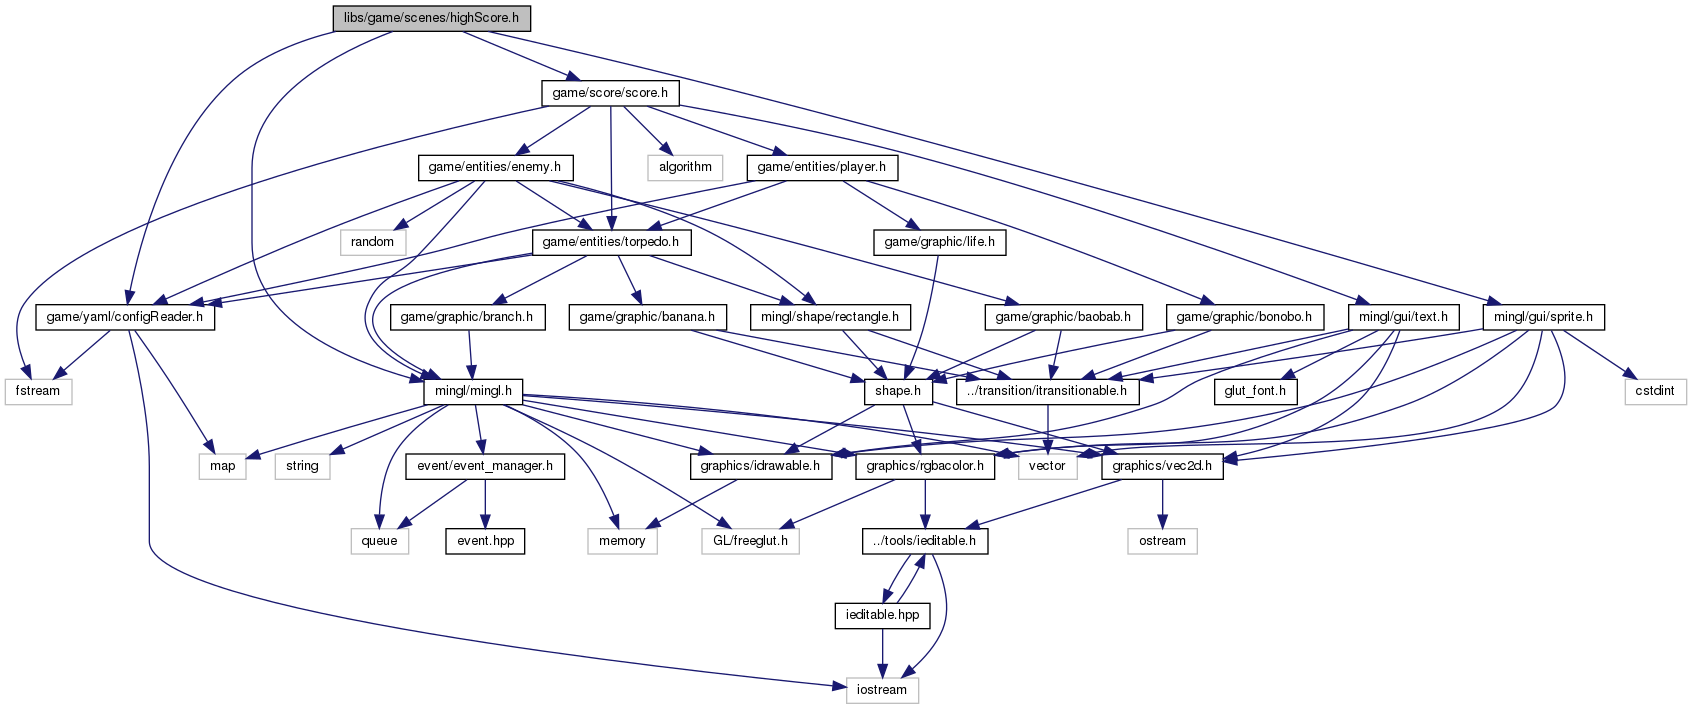 libs/game/scenes/highScore.h
game/score/score.h
game/entities/enemy.h
algorithm
game/entities/player.h
random
game/entities/torpedo.h
game/graphic/life.h
game/yaml/configReader.h
game/graphic/branch.h
game/graphic/banana.h
mingl/shape/rectangle.h
game/graphic/baobab.h
game/graphic/bonobo.h
mingl/gui/text.h
mingl/gui/sprite.h
fstream
mingl/mingl.h
shape.h
../transition/itransitionable.h
glut_font.h
cstdint
map
string
event/event_manager.h
graphics/idrawable.h
graphics/rgbacolor.h
vector
graphics/vec2d.h
queue
event.hpp
memory
GL/freeglut.h
../tools/ieditable.h
ostream
ieditable.hpp
iostream